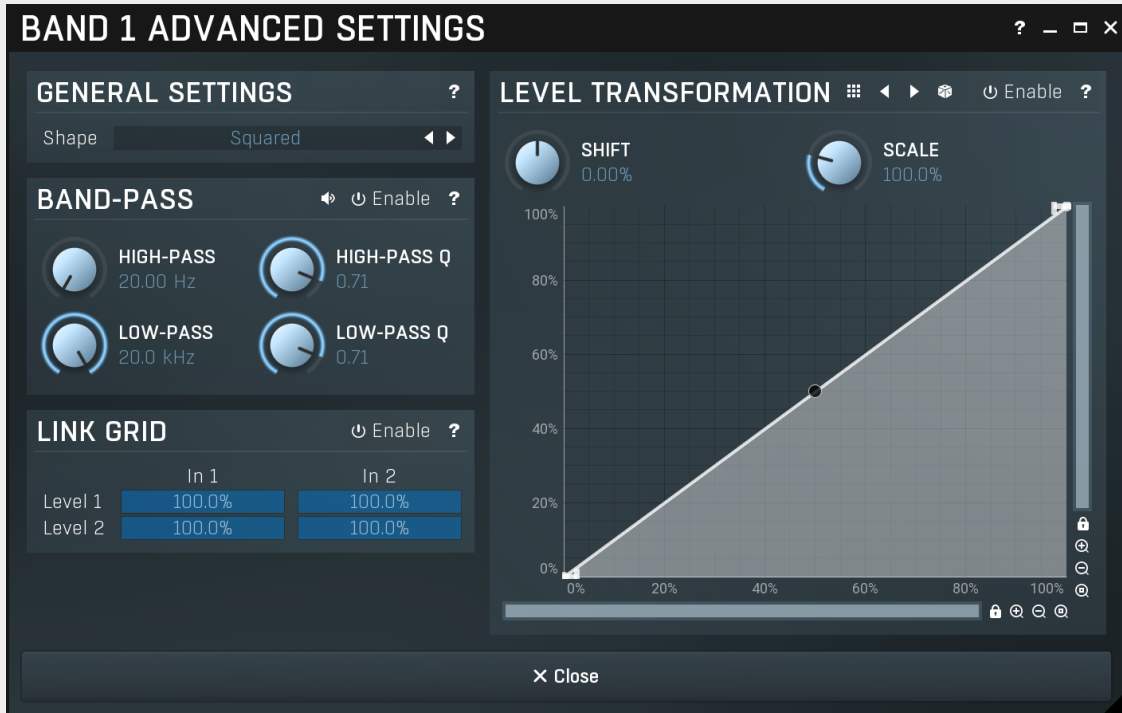 BAND 1 ADVANCED SETTINGS ?
GENERAL SETTINGS ?
Shape Squared
BAND-PASS Enable ?
HIGH-PASS
20.00 Hz
HIGH-PASS Q
0.71
LOW-PASS
20.0 kHz
LOW-PASS Q
0.71
LINK GRID Enable ?
In 1 In 2
Level 1 100.0% 100.0%
Level 2 100.0% 100.0%
LEVEL TRANSFORMATION Enable ?
SHIFT
0.00%
SCALE
100.0%
100%
80%
60%
40%
20%
0%
0% 20% 40% 60% 80% 100%
Close